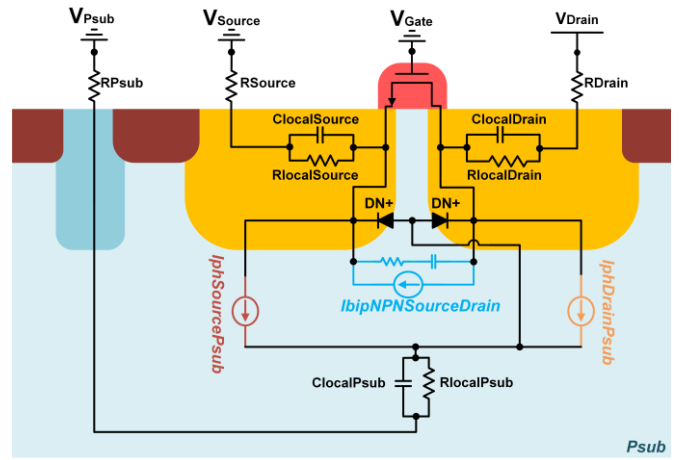 VPsub
VSource
VGate
VDrain
RPsub
RSource
RDrain
ClocalSource
ClocalDrain
RlocalSource
RlocalDrain
DN+
DN+
IphSourcePsub
IbipNPNSourceDrain
IphDrainPsub
ClocalPsub
RlocalPsub
Psub